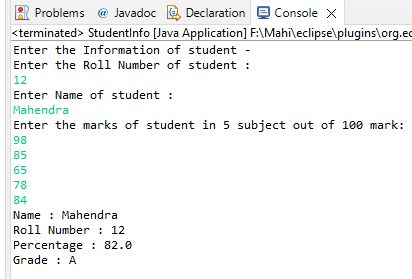 Problems @ Javadoc Declaration Console
<terminated> StudentInfo [Java Application] F:\Mahi\eclipse\plugins\org.ec
Enter the Information of student -
Enter the Roll Number of student :
12
Enter Name of student :
Mahendra
Enter the marks of student in 5 subject out of 100 mark:
98
85
65
78
84
Name : Mahendra
Roll Number : 12
Percentage : 82.0
Grade : A